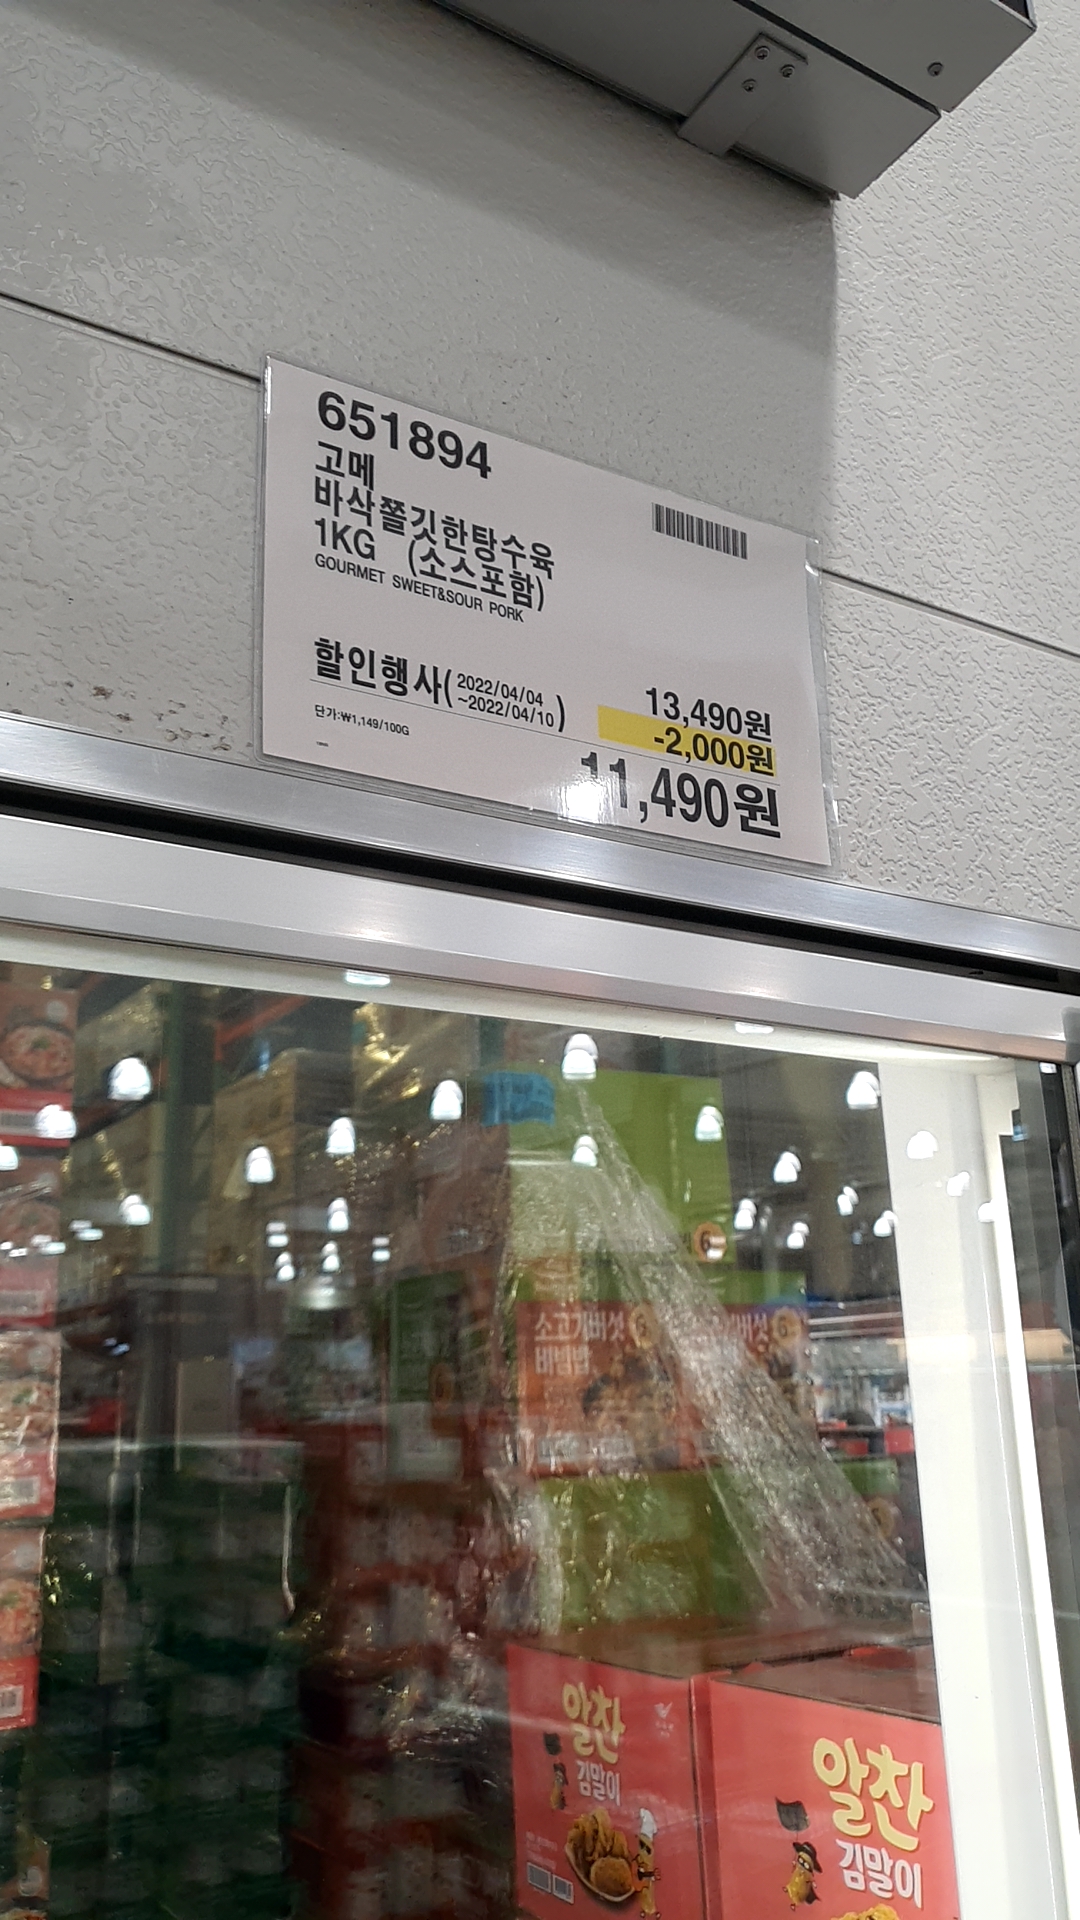 651894
고메
바삭쫄깃한탕수육
1KG (소스포함)
GOURMET SWEET&SOUR PORK
할인행사(2022/04/04
~2022/04/10)
13,490원
-2,000원
단가:₩1,149/100G
11,490원
소고기버섯
비빔밥
6
알찬
김말이
알찬
김말이